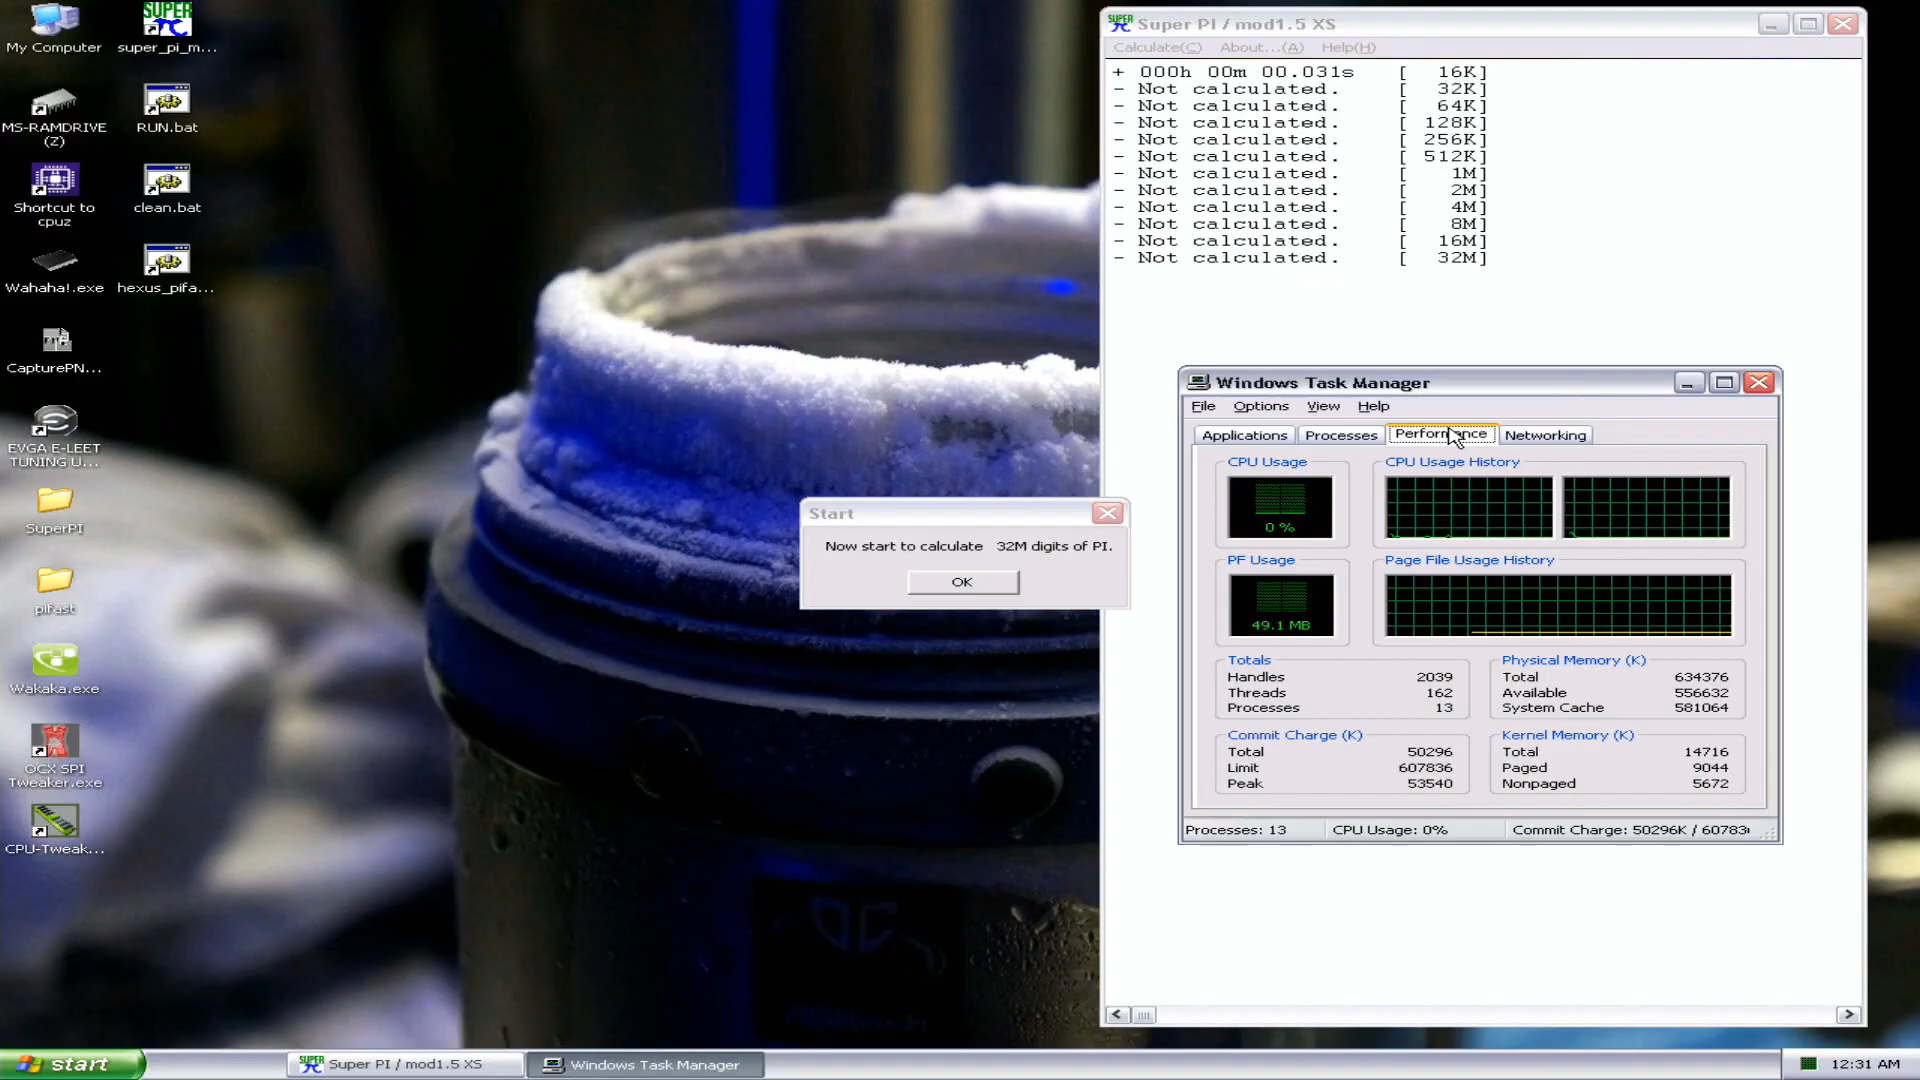 My Computer
super_pi_m...
MS-RAMDRIVE
(Z)
RUN.bat
Shortcut to
cpuz
clean.bat
Wahaha!.exe
hexus_pifa...
CapturePN...
EVGA E-LEET
TUNING U...
SuperPI
pifast
Wakaka.exe
OCX SPI
Tweaker.exe
CPU-Tweak...
SUPER
Super PI / mod1.5 XS
Calculate(C) About...(A) Help(H)
+ 000h 00m 00.031s [ 16K]
- Not calculated. [ 32K]
- Not calculated. [ 64K]
- Not calculated. [ 128K]
- Not calculated. [ 256K]
- Not calculated. [ 512K]
- Not calculated. [ 1M]
- Not calculated. [ 2M]
- Not calculated. [ 4M]
- Not calculated. [ 8M]
- Not calculated. [ 16M]
- Not calculated. [ 32M]
Start
Now start to calculate 32M digits of PI.
OK
Windows Task Manager
File Options View Help
Applications Processes Performance Networking
CPU Usage CPU Usage History
0 %
PF Usage Page File Usage History
49.1 MB
Totals
Handles 2039
Threads 162
Processes 13
Physical Memory (K)
Total 634376
Available 556632
System Cache 581064
Commit Charge (K)
Total 50296
Limit 607836
Peak 53540
Kernel Memory (K)
Total 14716
Paged 9044
Nonpaged 5672
Processes: 13 CPU Usage: 0% Commit Charge: 50296K / 60783
start
Super PI / mod1.5 XS
Windows Task Manager
12:31 AM